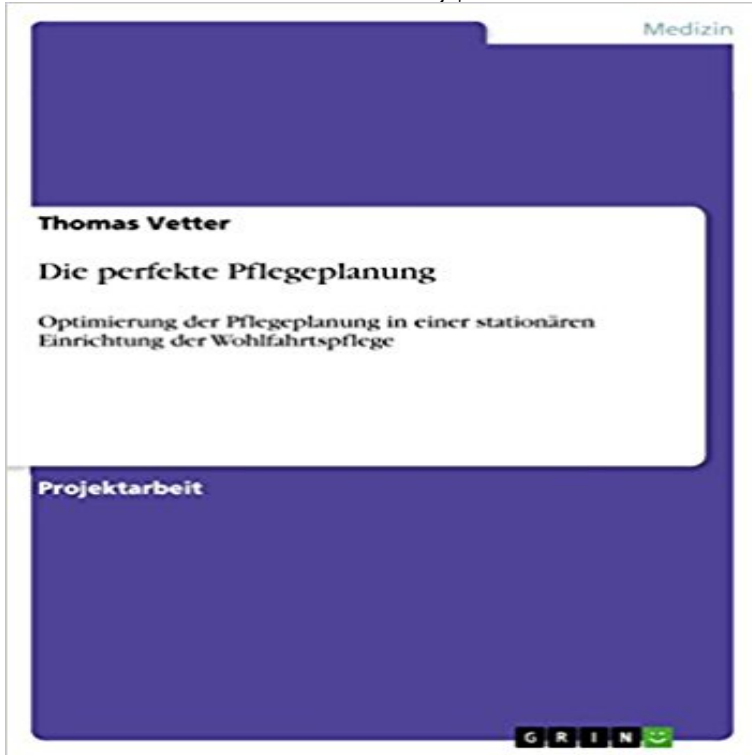 Medizin
Thomas Vetter
Die perfekte Pflegeplanung
Optimierung der Pflegeplanung in einer stationären
Einrichtung der Wohlfahrtspflege
Projektarbeit
GRIN